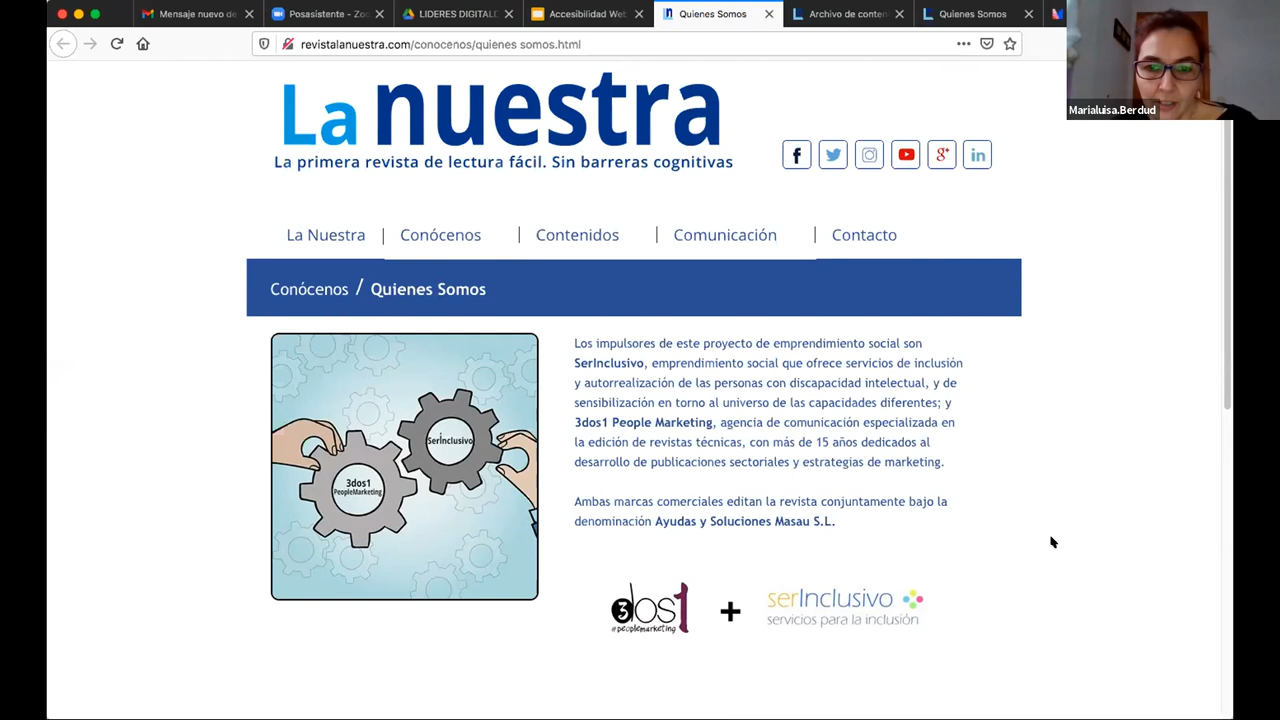 Mensaje nuevo de
Posasistente - Zoo
LIDERES DIGITALD
Accesibilidad Web
Quienes Somos
Archivo de conten
Quienes Somos
revistalanuestra.com/conocenos/quienes somos.html
Marialuisa.Berdud
La nuestra
La primera revista de lectura fácil. Sin barreras cognitivas
La Nuestra | Conócenos | Contenidos | Comunicación | Contacto
Conócenos / Quienes Somos
Los impulsores de este proyecto de emprendimiento social son
SerInclusivo, emprendimiento social que ofrece servicios de inclusión
y autorrealización de las personas con discapacidad intelectual, y de
sensibilización en torno al universo de las capacidades diferentes; y
3dos1 People Marketing, agencia de comunicación especializada en
la edición de revistas técnicas, con más de 15 años dedicados al
desarrollo de publicaciones sectoriales y estrategias de marketing.
Ambas marcas comerciales editan la revista conjuntamente bajo la
denominación Ayudas y Soluciones Masau S.L.
SerInclusivo
3dos1
PeopleMarketing
3dos1
#peoplemarketing
+
serInclusivo
servicios para la inclusión